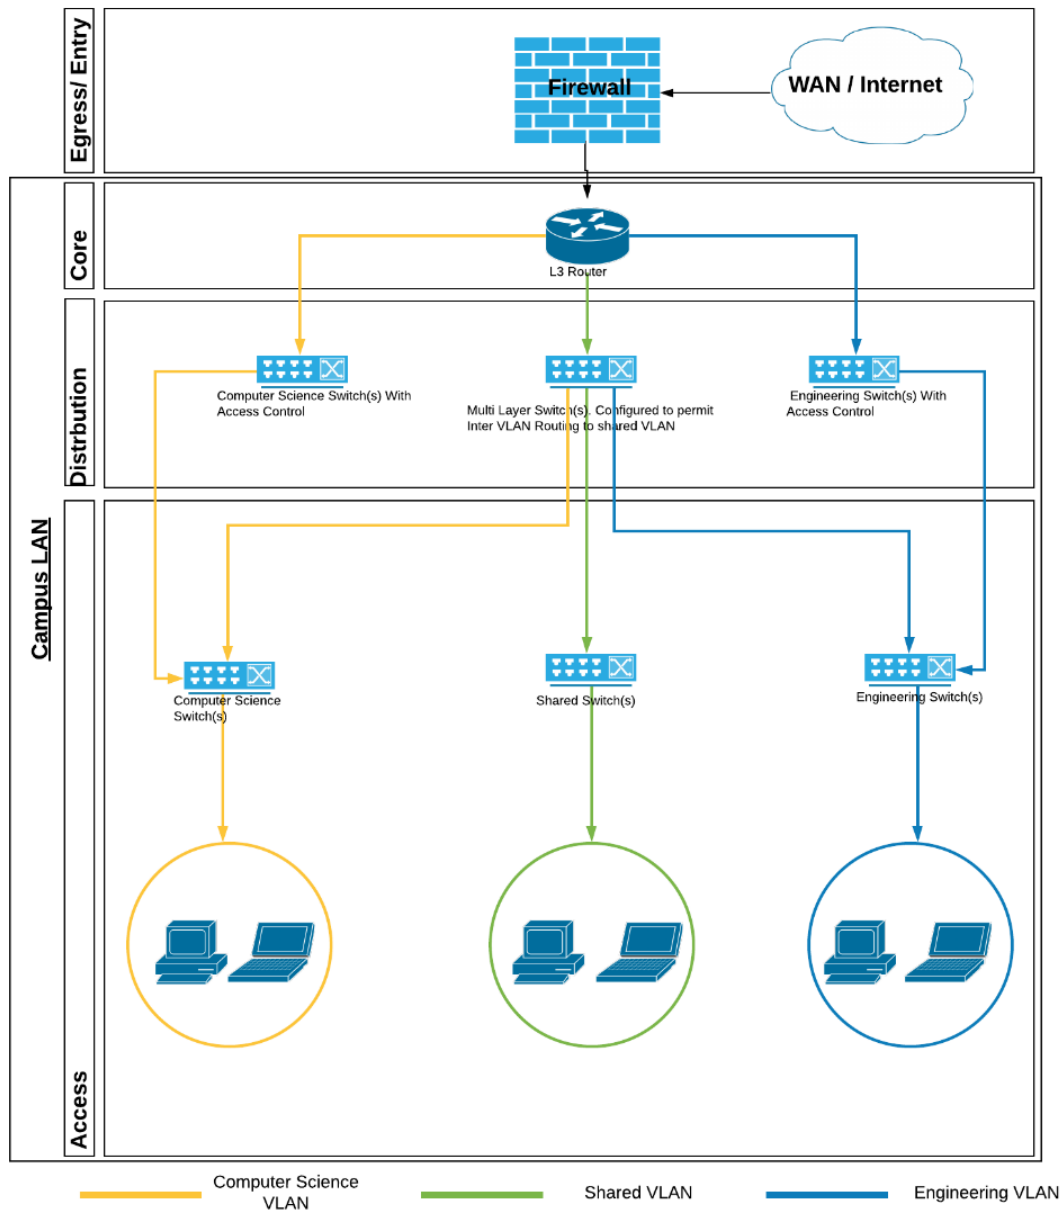 Egress/ Entry
Firewall
WAN / Internet
Campus LAN
Core
L3 Router
Distrbution
Computer Science Switch(s) With
Access Control
Multi Layer Switch(s). Configured to permit
Inter VLAN Routing to shared VLAN
Engineering Switch(s) With
Access Control
Access
Computer Science
Switch(s)
Shared Switch(s)
Engineering Switch(s)
Computer Science
VLAN
Shared VLAN
Engineering VLAN